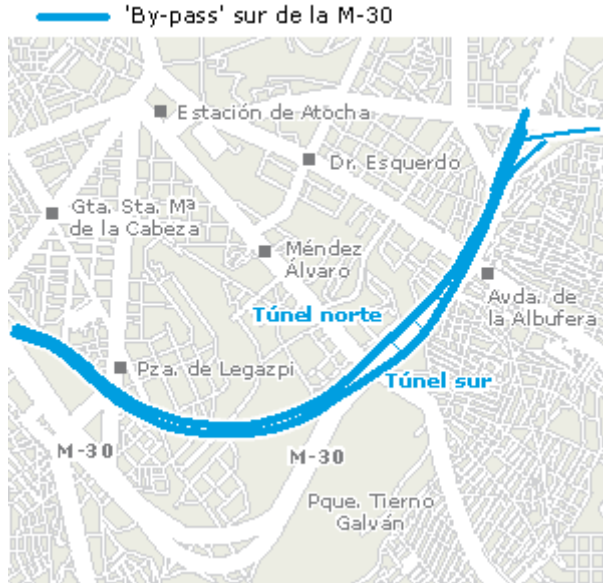 'By-pass' sur de la M-30
Estación de Atocha
Dr. Esquerdo
Gta. Sta. Mª
de la Cabeza
Méndez
Álvaro
Avda. de
la Albufera
Túnel norte
Pza. de Legazpi
Túnel sur
M-30
M-30
Pque. Tierno
Galván